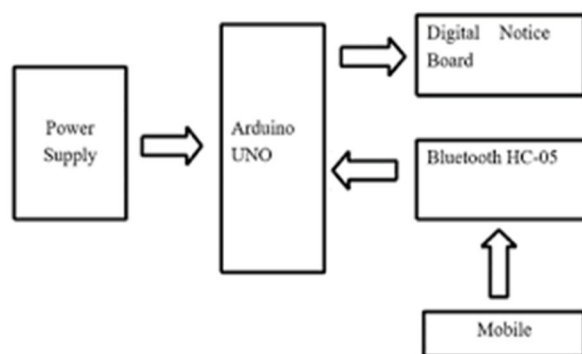 Power
Supply
Arduino
UNO
Digital Notice
Board
Bluetooth HC-05
Mobile